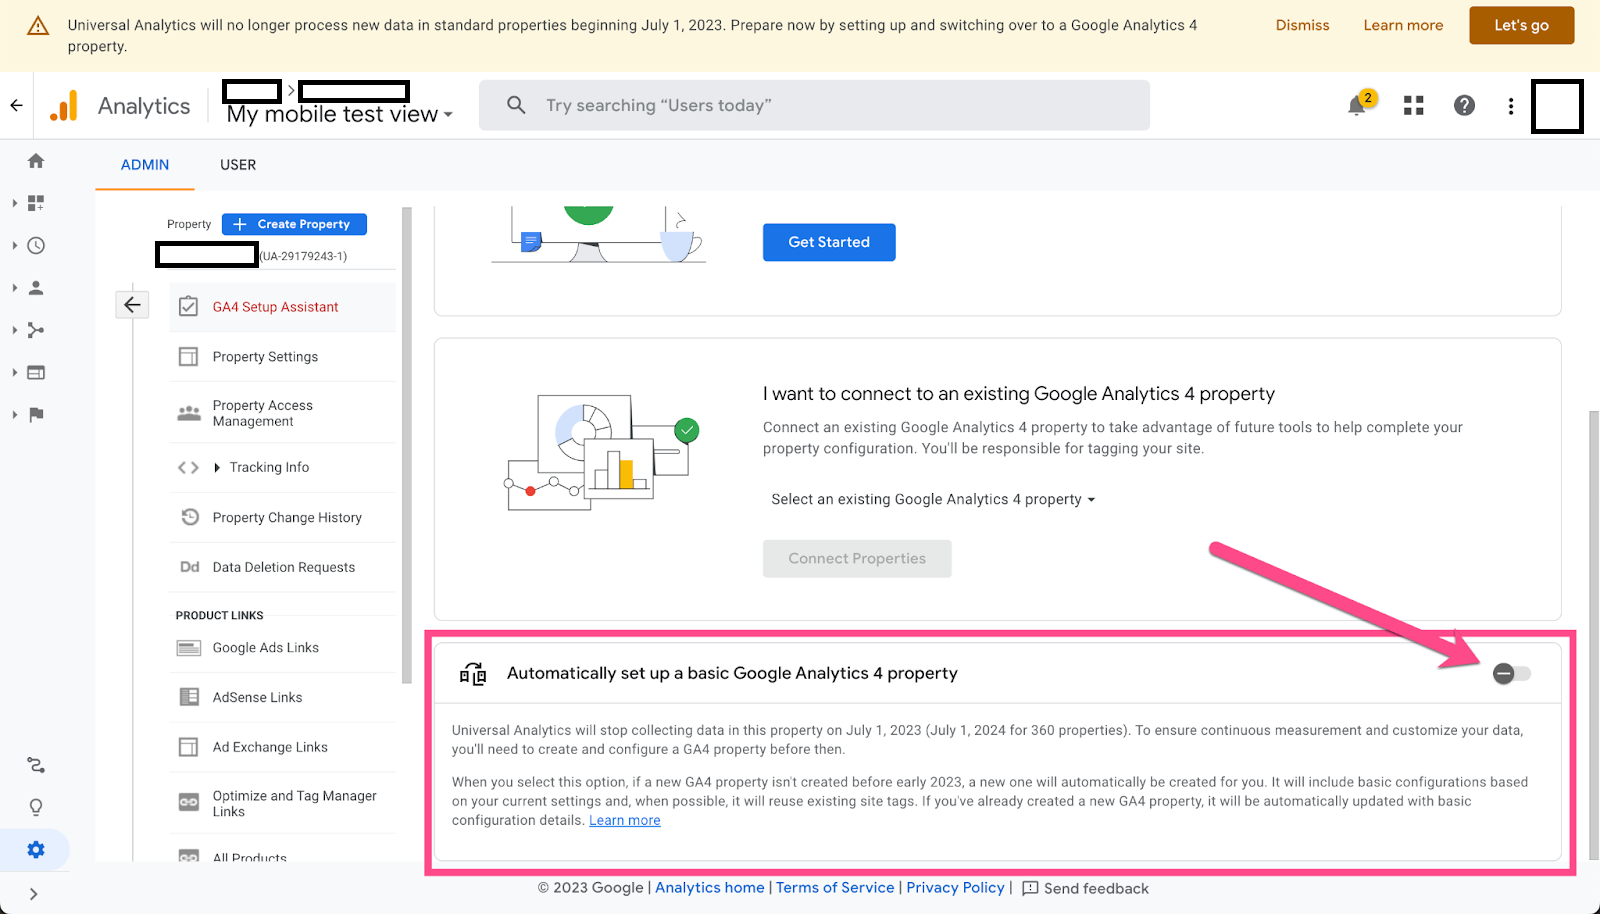 Universal Analytics will no longer process new data in standard properties beginning July 1, 2023. Prepare now by setting up and switching over to a Google Analytics 4
property.
Dismiss
Learn more
Let's go
Analytics
My mobile test view
Try searching “Users today”
2
ADMIN
USER
Property
Create Property
(UA-29179243-1)
GA4 Setup Assistant
Property Settings
Property Access
Management
Tracking Info
Property Change History
Dd Data Deletion Requests
PRODUCT LINKS
Google Ads Links
AdSense Links
Ad Exchange Links
Optimize and Tag Manager
Links
All Products
Get Started
I want to connect to an existing Google Analytics 4 property
Connect an existing Google Analytics 4 property to take advantage of future tools to help complete your
property configuration. You'll be responsible for tagging your site.
Select an existing Google Analytics 4 property
Connect Properties
Automatically set up a basic Google Analytics 4 property
Universal Analytics will stop collecting data in this property on July 1, 2023 (July 1, 2024 for 360 properties). To ensure continuous measurement and customize your data,
you'll need to create and configure a GA4 property before then.
When you select this option, if a new GA4 property isn't created before early 2023, a new one will automatically be created for you. It will include basic configurations based
on your current settings and, when possible, it will reuse existing site tags. If you've already created a new GA4 property, it will be automatically updated with basic
configuration details. Learn more
© 2023 Google | Analytics home | Terms of Service | Privacy Policy | Send feedback